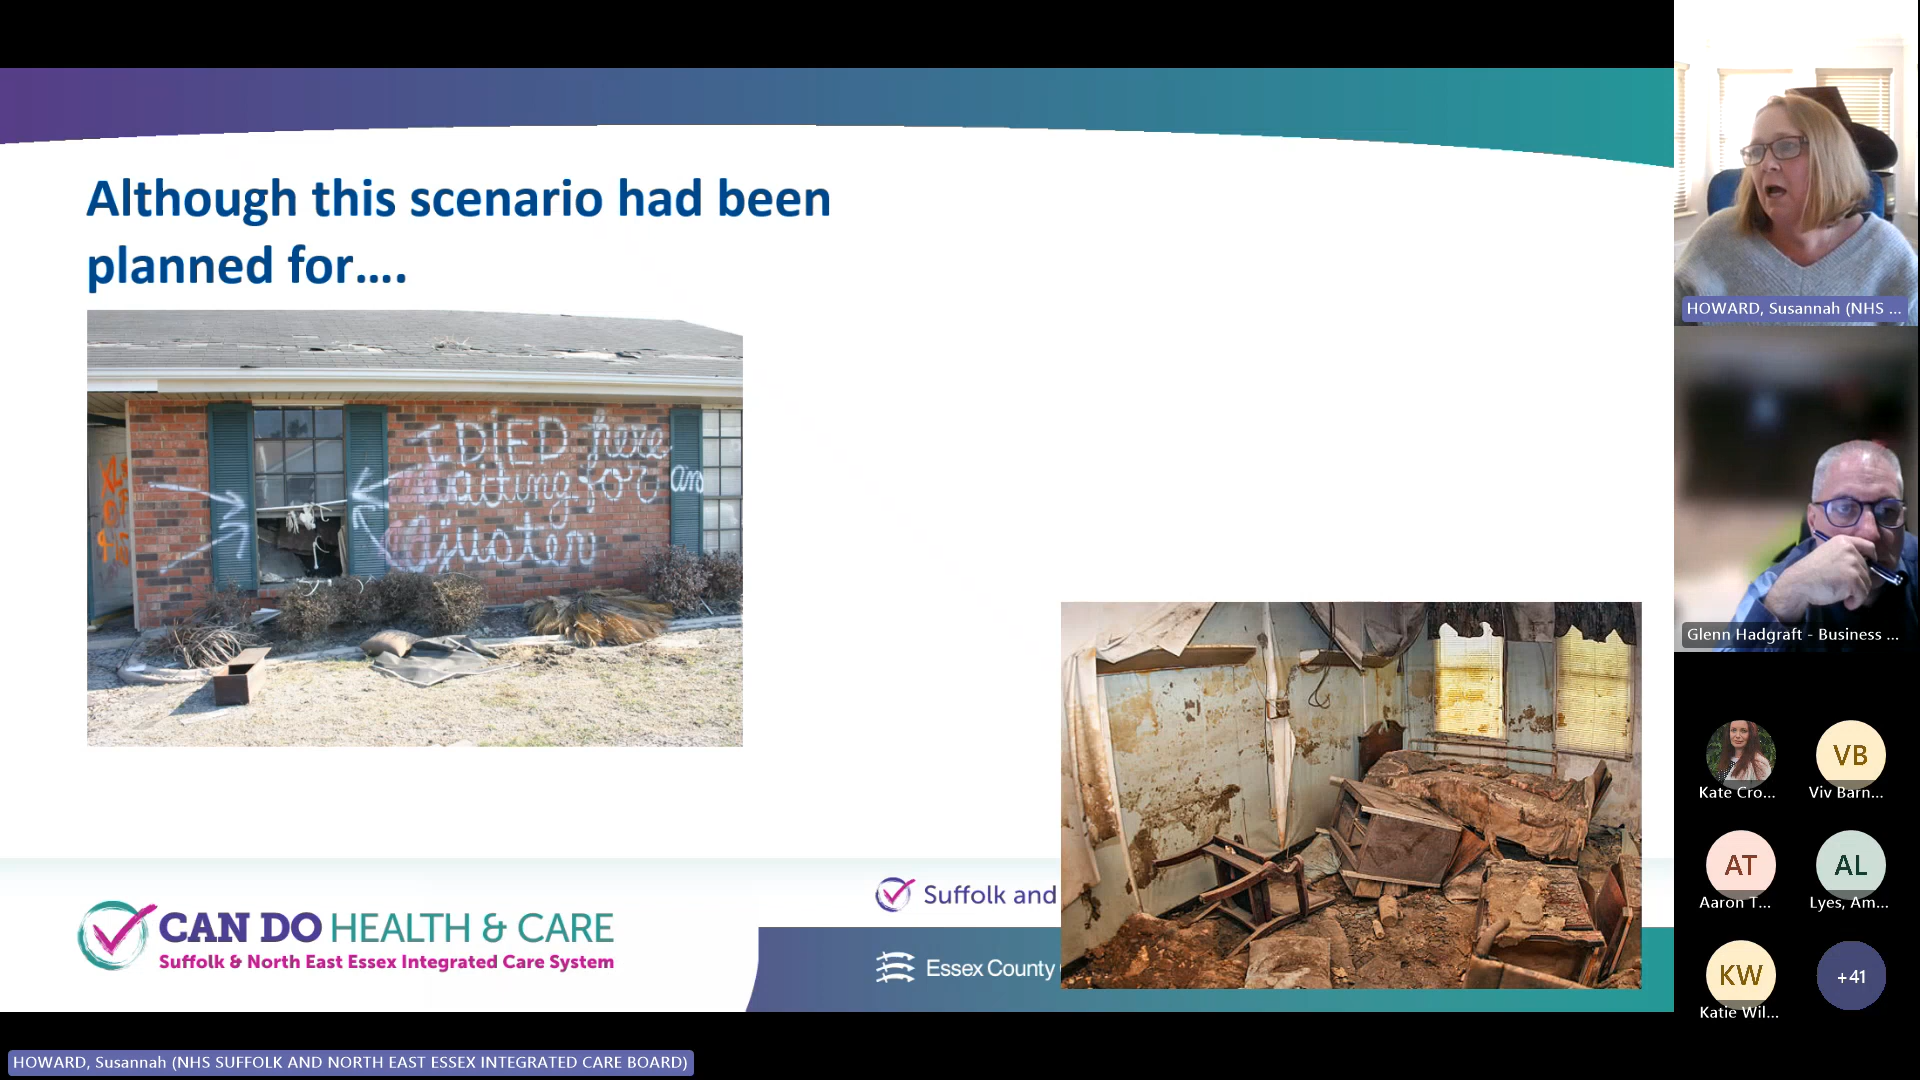 Although this scenario had been
planned for....
I DIED here
waiting for an
Adjuster
CAN DO HEALTH & CARE
Suffolk & North East Essex Integrated Care System
Suffolk and
Essex County
HOWARD, Susannah (NHS ...
Glenn Hadgraft - Business ...
Kate Cro...
VB
Viv Barn...
AT
Aaron T...
AL
Lyes, Am...
KW
Katie Wil...
+41
HOWARD, Susannah (NHS SUFFOLK AND NORTH EAST ESSEX INTEGRATED CARE BOARD)